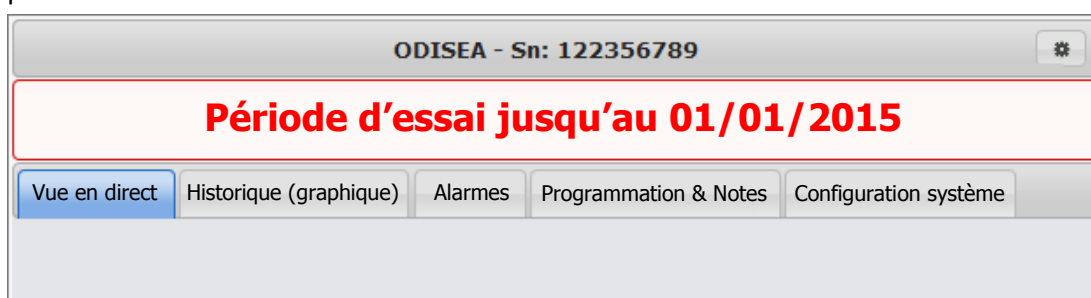 ODISEA - Sn: 122356789
Période d’essai jusqu’au 01/01/2015
Vue en direct Historique (graphique) Alarmes Programmation & Notes Configuration système